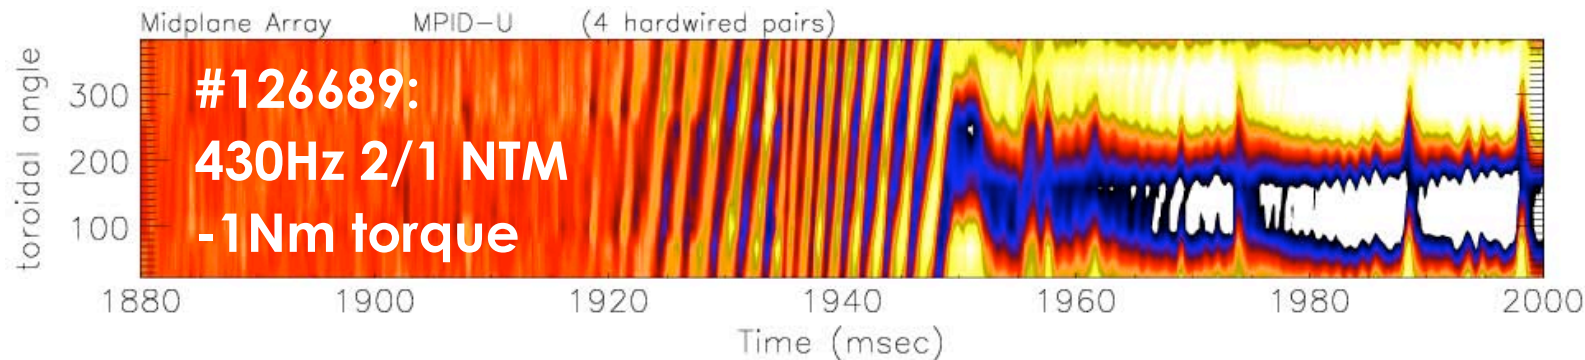 Midplane Array MPID-U (4 hardwired pairs)
toroidal angle
300
200
100
#126689:
430Hz 2/1 NTM
-1Nm torque
1880 1900 1920 1940 1960 1980 2000
Time (msec)